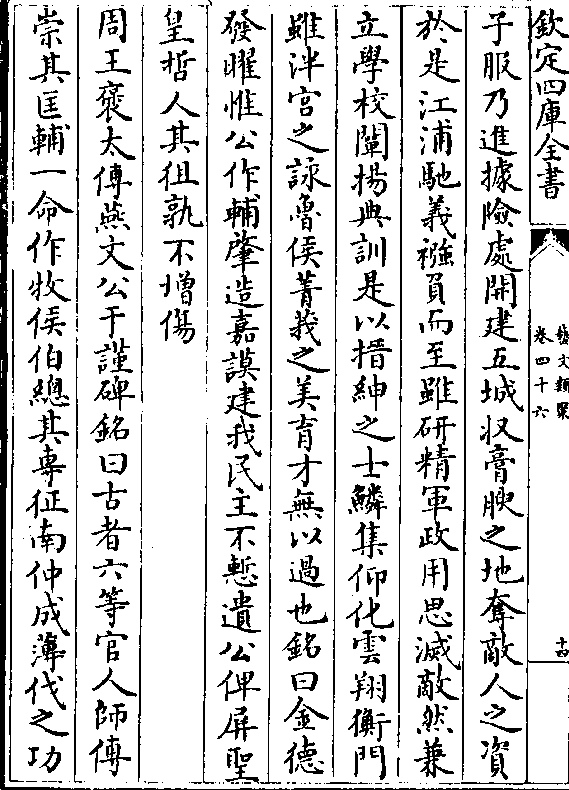 欽定四庫全書
藝文類聚
卷四十六
十四
子服乃進據險處開建五城収膏腴之地奪敵人之資
於是江浦馳義襁負而至雖研精軍政用思滅敵然兼
立學校闡揚典訓是以搢紳之士鱗集仰化雲翔衡門
雖泮宮之詠魯侯菁莪之美育才無以過也銘曰金德
發曜惟公作輔肇造嘉謨建我民主不憖遺公俾屏聖
皇哲人其徂孰不增傷
周王襃太傅燕文公于謹碑銘曰古者六等官人師傅
崇其匡輔一命作牧侯伯總其專征南仲成薄伐之功